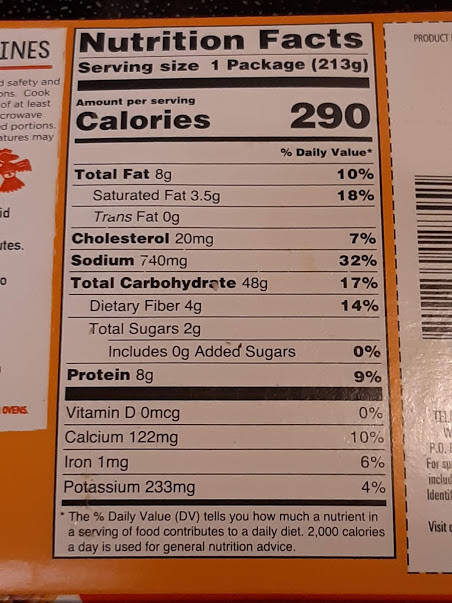 INES
d safety and
ons. Cook
of at least
crowave
d portions.
atures may
id
utes.
o
OVENS.
Nutrition Facts
Serving size 1 Package (213g)
Amount per serving
Calories 290
% Daily Value*
Total Fat 8g 10%
Saturated Fat 3.5g 18%
Trans Fat 0g
Cholesterol 20mg 7%
Sodium 740mg 32%
Total Carbohydrate 48g 17%
Dietary Fiber 4g 14%
Total Sugars 2g
Includes 0g Added Sugars 0%
Protein 8g 9%
Vitamin D 0mcg 0%
Calcium 122mg 10%
Iron 1mg 6%
Potassium 233mg 4%
* The % Daily Value (DV) tells you how much a nutrient in
a serving of food contributes to a daily diet. 2,000 calories
a day is used for general nutrition advice.
PRODUCT
TEL
W
P.O.
For sp
includ
Identif
Visit